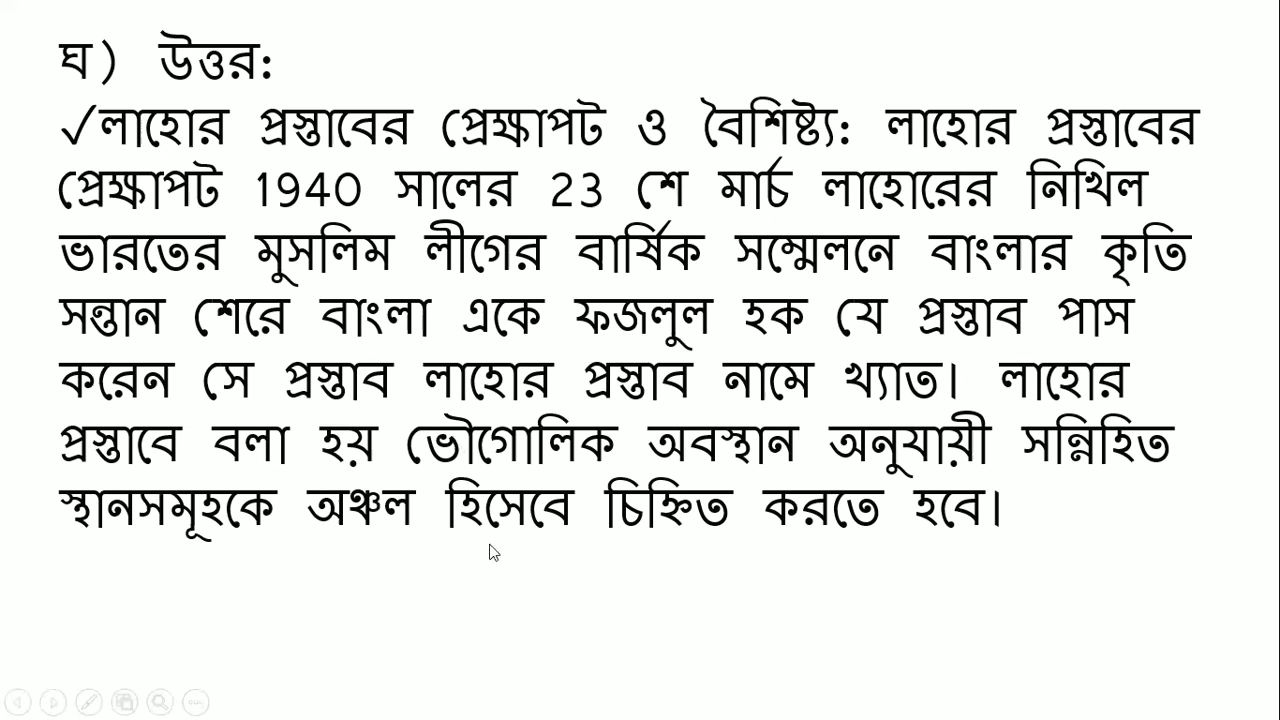 ঘ) উত্তর:
✓লাহোর প্রস্তাবের প্রেক্ষাপট ও বৈশিষ্ট্য: লাহোর প্রস্তাবের
প্রেক্ষাপট 1940 সালের 23 শে মার্চ লাহোরের নিখিল
ভারতের মুসলিম লীগের বার্ষিক সম্মেলনে বাংলার কৃতি
সন্তান শেরে বাংলা একে ফজলুল হক যে প্রস্তাব পাস
করেন সে প্রস্তাব লাহোর প্রস্তাব নামে খ্যাত। লাহোর
প্রস্তাবে বলা হয় ভৌগোলিক অবস্থান অনুযায়ী সন্নিহিত
স্থানসমূহকে অঞ্চল হিসেবে চিহ্নিত করতে হবে।